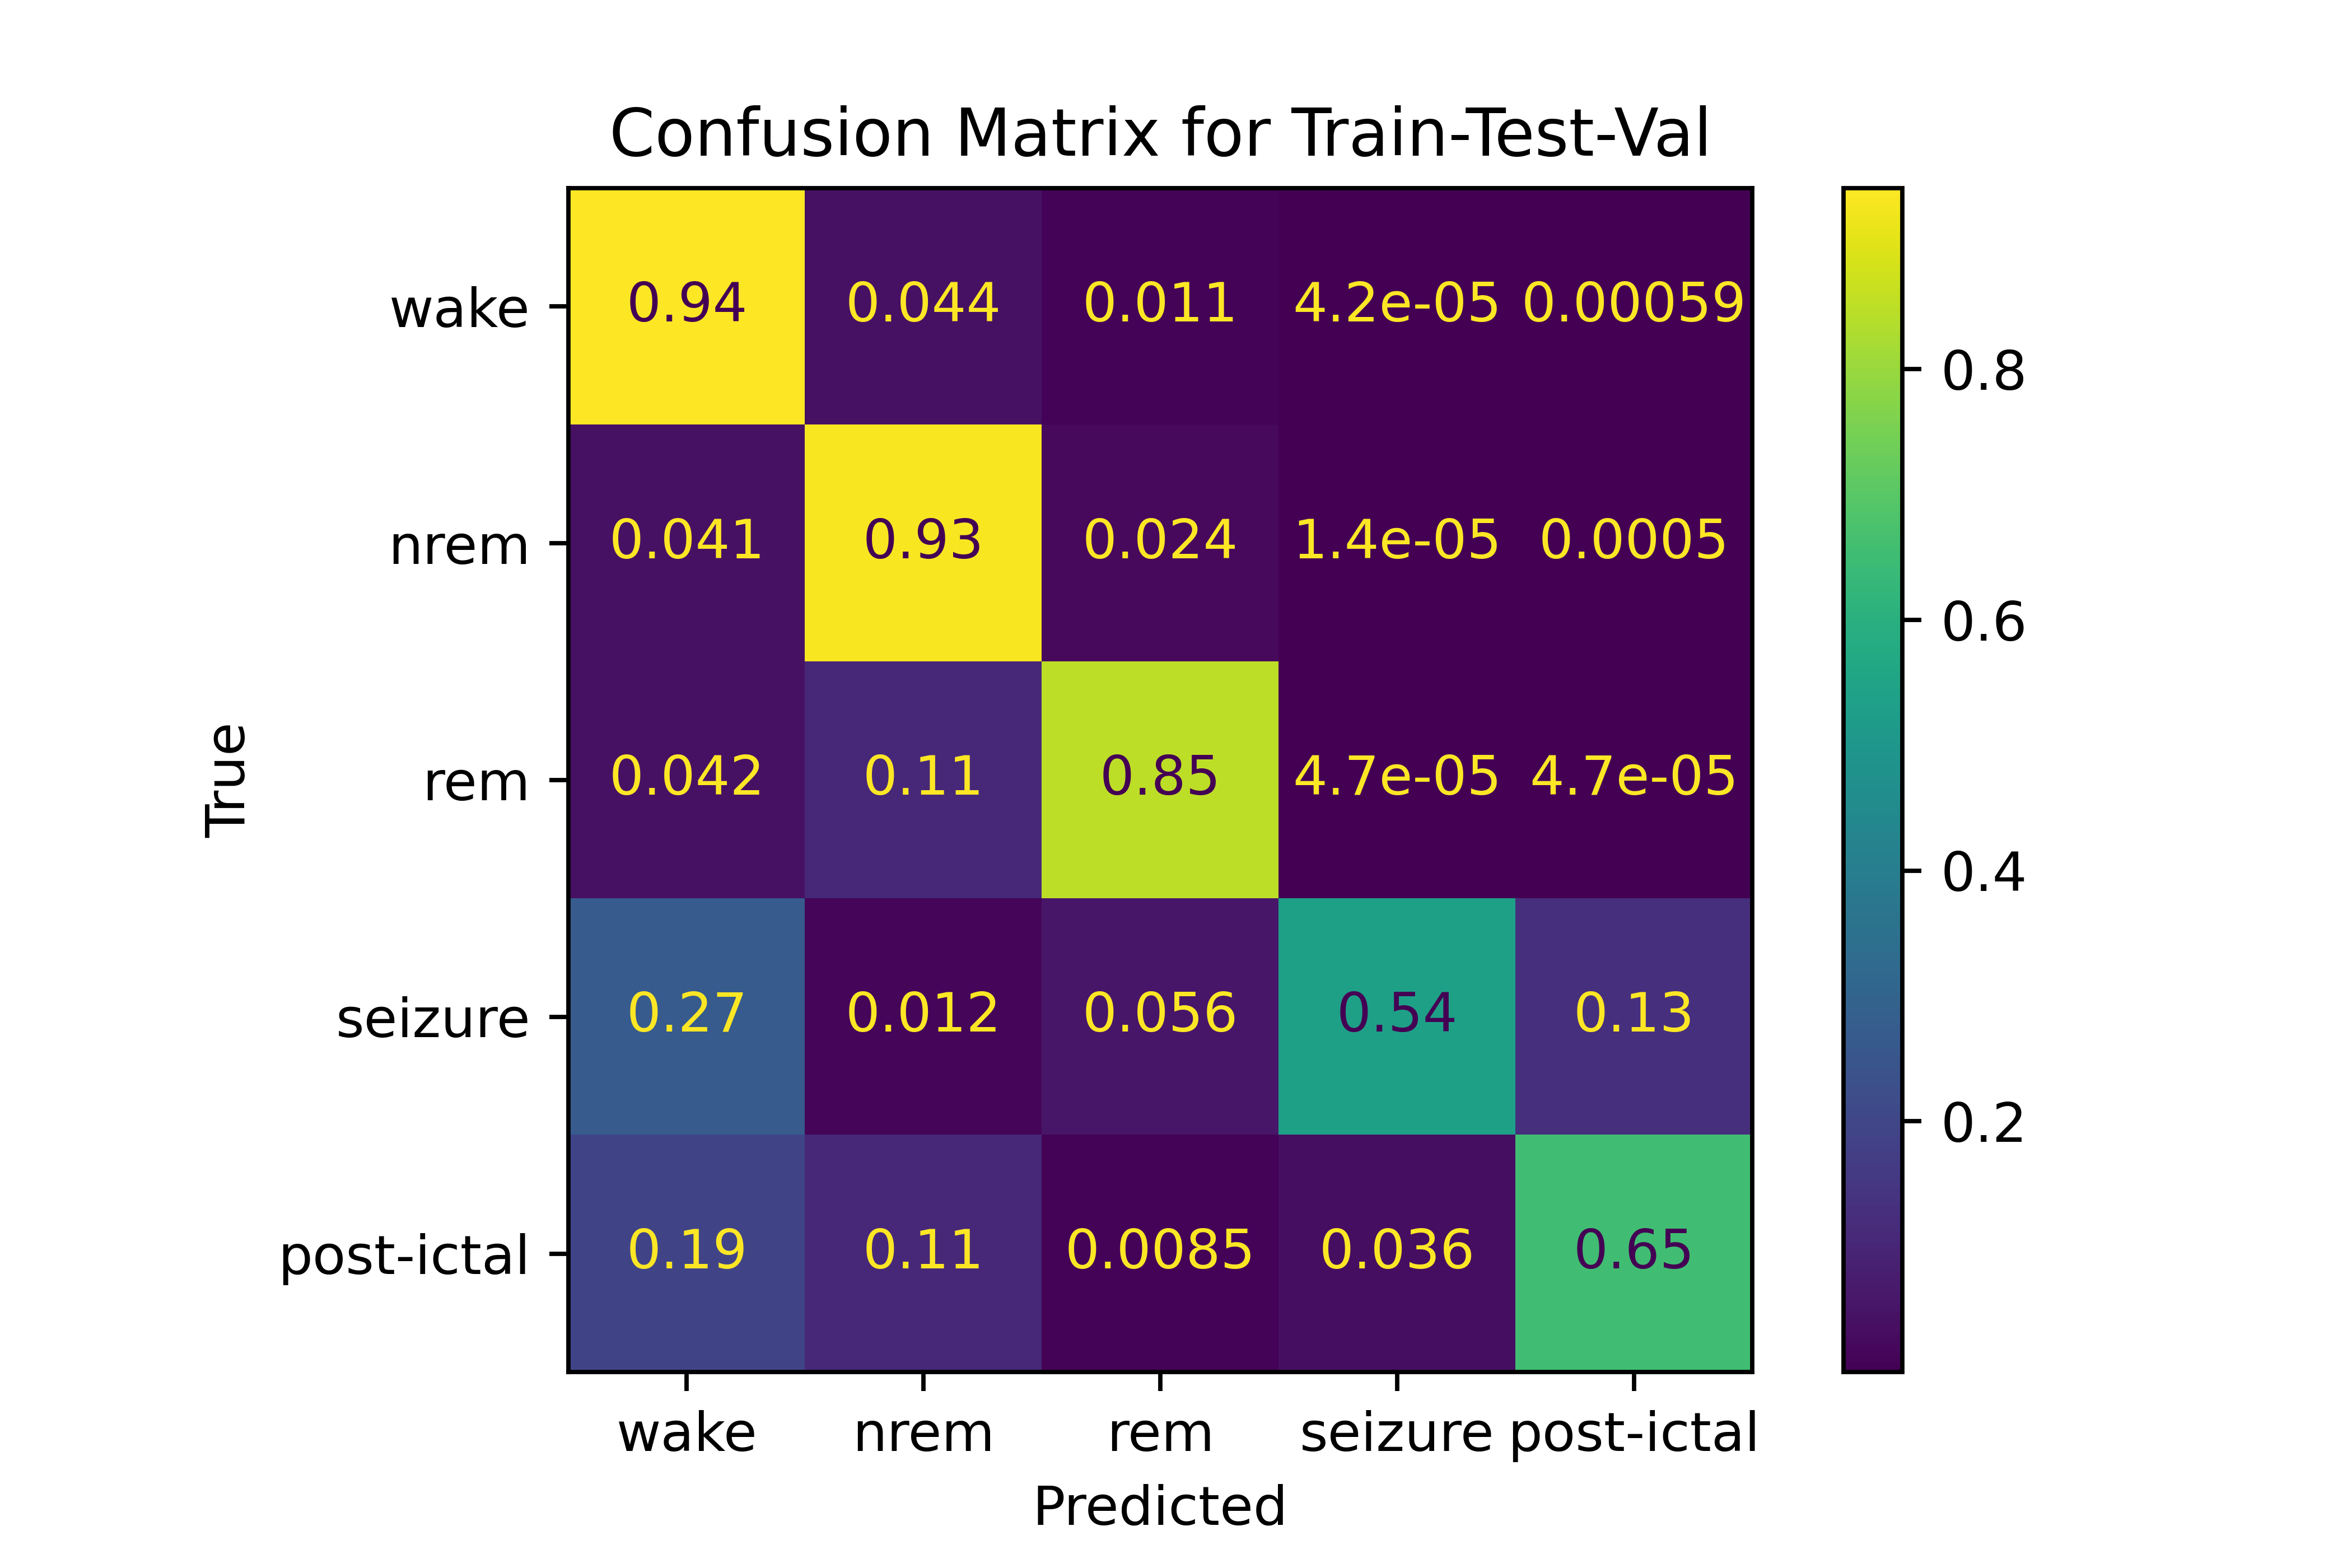 Confusion Matrix for Train-Test-Val
wake 0.94 0.044 0.011 4.2e-05 0.00059
nrem 0.041 0.93 0.024 1.4e-05 0.0005
rem 0.042 0.11 0.85 4.7e-05 4.7e-05
seizure 0.27 0.012 0.056 0.54 0.13
post-ictal 0.19 0.11 0.0085 0.036 0.65
wake nrem rem seizure post-ictal
Predicted
True
0.8
0.6
0.4
0.2